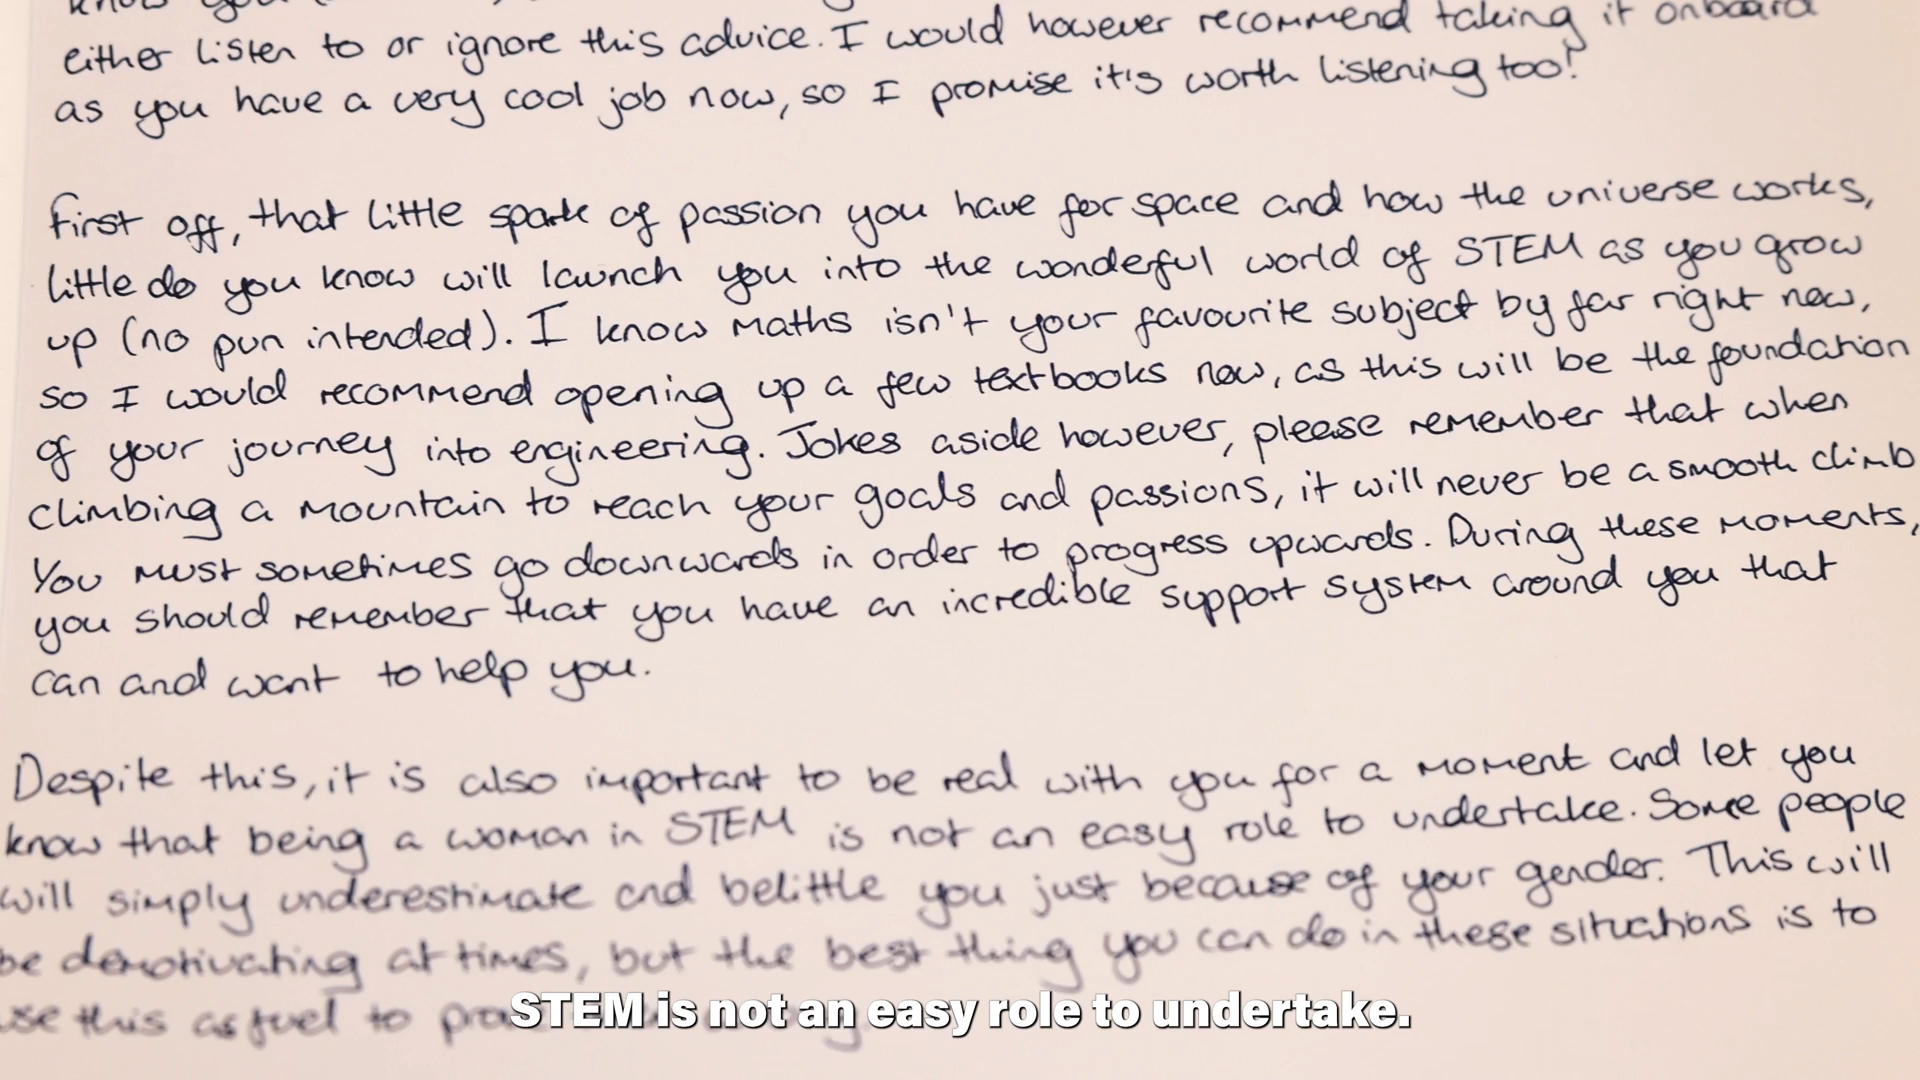 either listen to or ignore this advice. I would however recommend taking it onboard
as you have a very cool job now, so I promise it's worth listening too!
First off, that little spark of passion you have for space and how the universe works,
little do you know will launch you into the wonderful world of STEM as you grow
up (no pun intended). I know maths isn't your favourite subject by far right now,
so I would recommend opening up a few textbooks now, as this will be the foundation
of your journey into engineering. Jokes aside however, please remember that when
climbing a mountain to reach your goals and passions, it will never be a smooth climb
You must sometimes go downwards in order to progress upwards. During these moments,
you should remember that you have an incredible support system around you that
can and want to help you.
Despite this, it is also important to be real with you for a moment and let you
know that being a woman in STEM is not an easy role to undertake. Some people
will simply underestimate and belittle you just because of your gender. This will
be demotivating at times, but the best thing you can do in these situations is to
use this as fuel to
STEM is not an easy role to undertake.